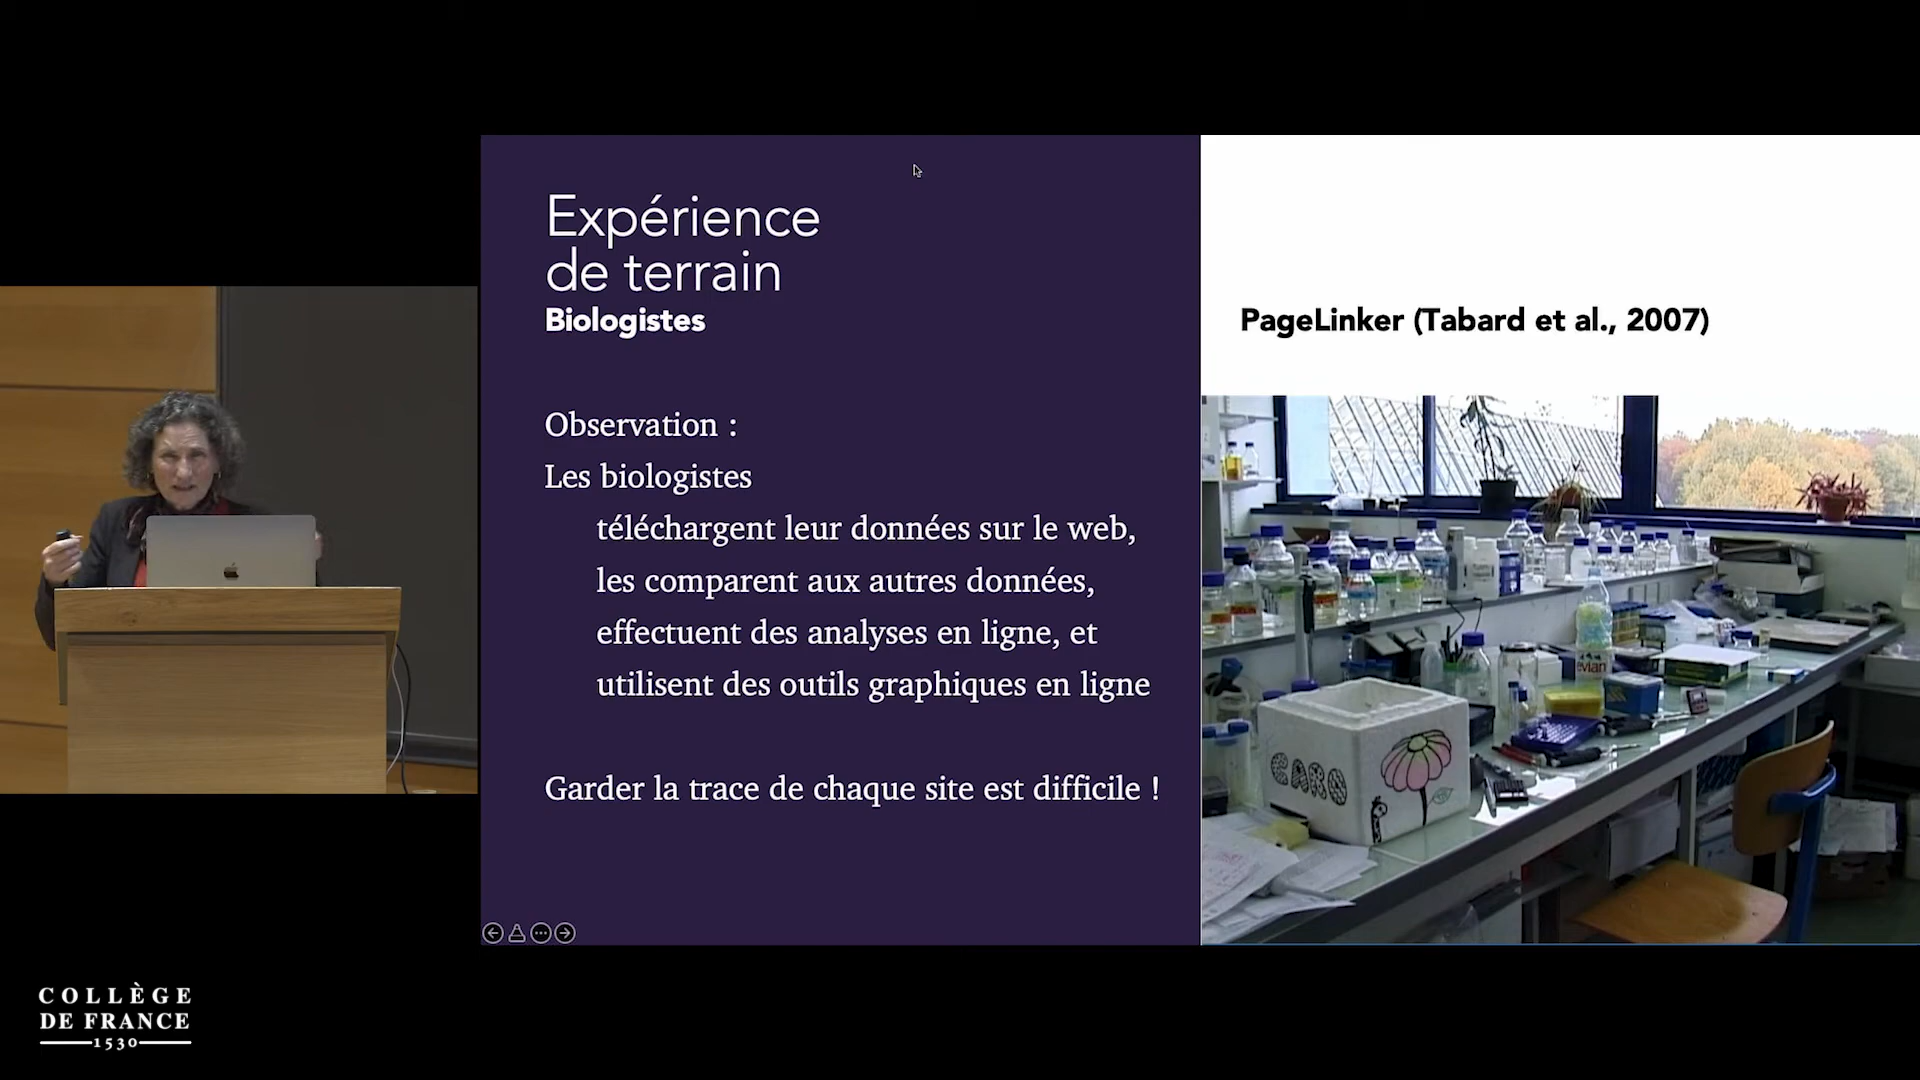 Expérience
de terrain
Biologistes
Observation :
Les biologistes
téléchargent leur données sur le web,
les comparent aux autres données,
effectuent des analyses en ligne, et
utilisent des outils graphiques en ligne
Garder la trace de chaque site est difficile !
PageLinker (Tabard et al., 2007)
evian
CARO
COLLÈGE
DE FRANCE
1530